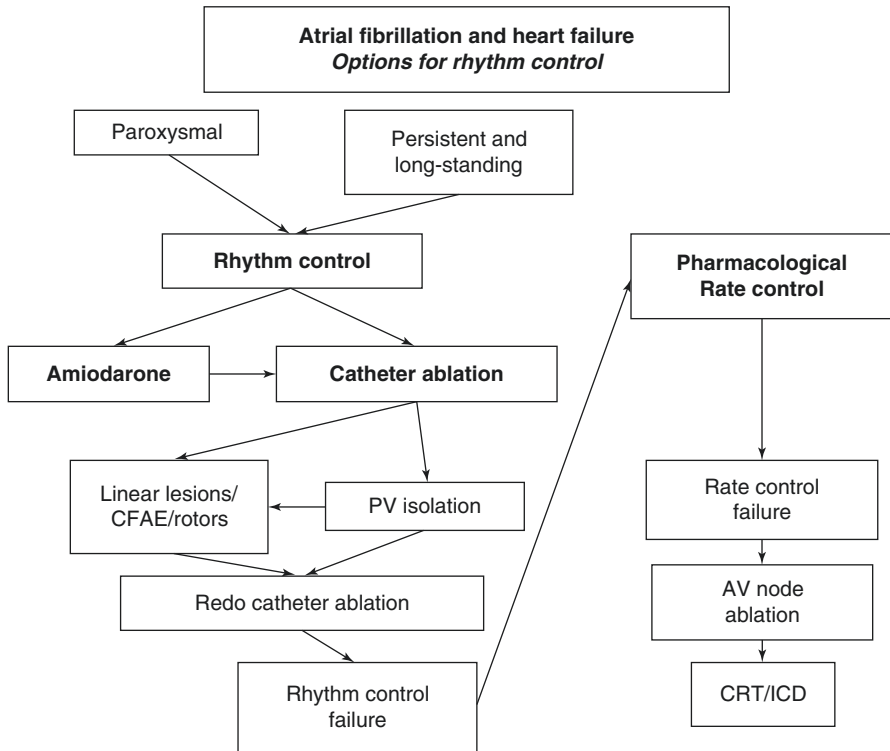 Atrial fibrillation and heart failure
Options for rhythm control
Paroxysmal
Persistent and
long-standing
Rhythm control
Pharmacological
Rate control
Amiodarone
Catheter ablation
Linear lesions/
CFAE/rotors
PV isolation
Rate control
failure
Redo catheter ablation
AV node
ablation
Rhythm control
failure
CRT/ICD